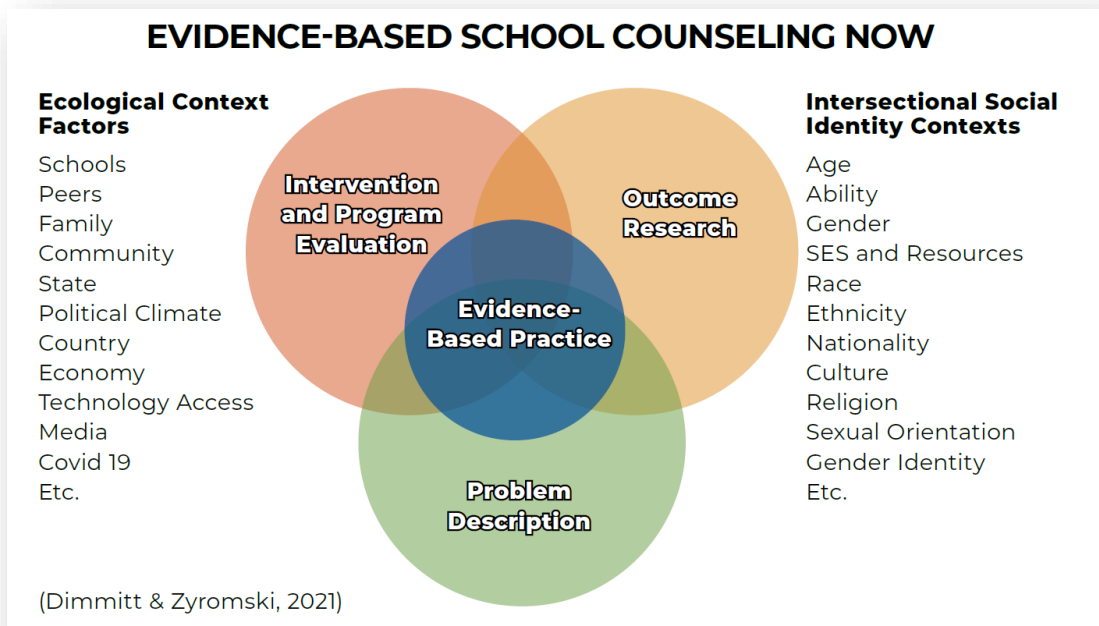 EVIDENCE-BASED SCHOOL COUNSELING NOW
Ecological Context
Factors
Schools
Peers
Family
Community
State
Political Climate
Country
Economy
Technology Access
Media
Covid 19
Etc.
Intervention
and Program
Evaluation
Outcome
Research
Evidence-
Based Practice
Problem
Description
Intersectional Social
Identity Contexts
Age
Ability
Gender
SES and Resources
Race
Ethnicity
Nationality
Culture
Religion
Sexual Orientation
Gender Identity
Etc.
(Dimmitt & Zyromski, 2021)